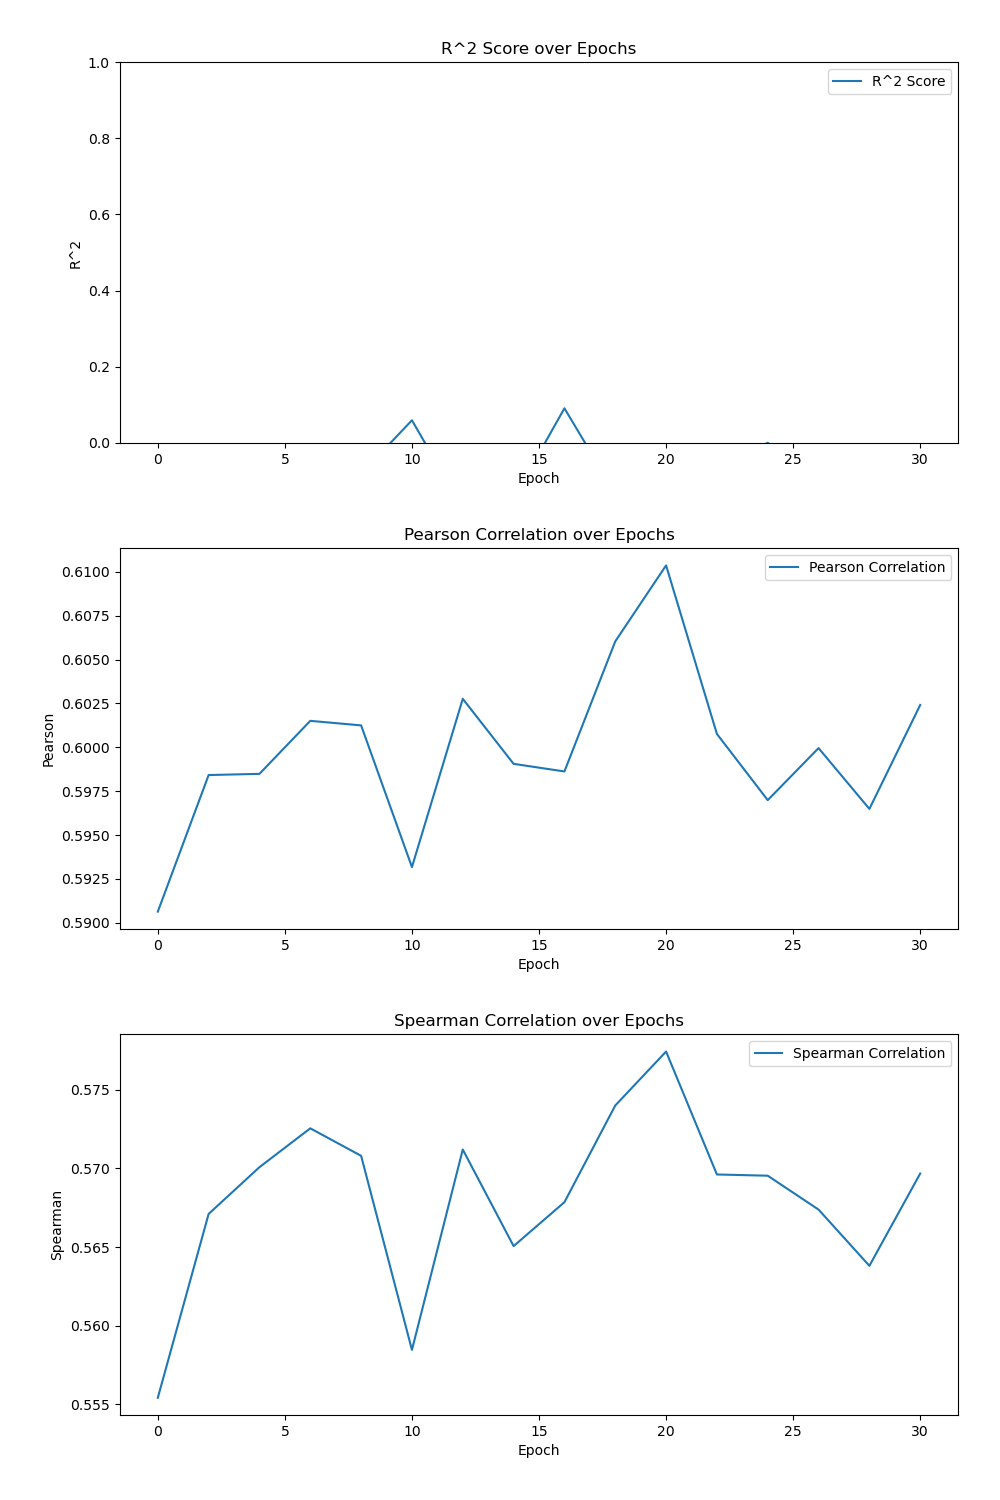 R^2 Score over Epochs
R^2 Score
1.0
0.8
0.6
0.4
0.2
0.0
R^2
0 5 10 15 20 25 30
Epoch
Pearson Correlation over Epochs
Pearson Correlation
0.6100
0.6075
0.6050
0.6025
0.6000
0.5975
0.5950
0.5925
0.5900
Pearson
0 5 10 15 20 25 30
Epoch
Spearman Correlation over Epochs
Spearman Correlation
0.575
0.570
0.565
0.560
0.555
Spearman
0 5 10 15 20 25 30
Epoch